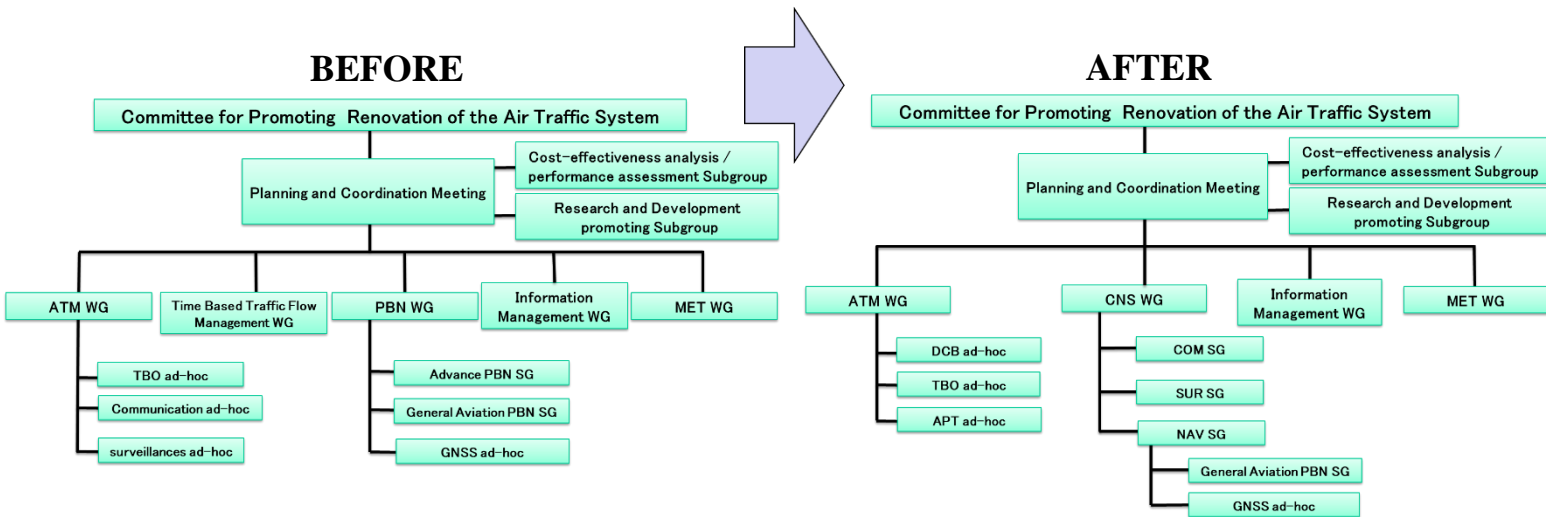 BEFORE
Committee for Promoting Renovation of the Air Traffic System
Planning and Coordination Meeting
Cost-effectiveness analysis /
performance assessment Subgroup
Research and Development
promoting Subgroup
ATM WG
Time Based Traffic Flow
Management WG
PBN WG
Information
Management WG
MET WG
TBO ad-hoc
Communication ad-hoc
surveillances ad-hoc
Advance PBN SG
General Aviation PBN SG
GNSS ad-hoc
AFTER
Committee for Promoting Renovation of the Air Traffic System
Planning and Coordination Meeting
Cost-effectiveness analysis /
performance assessment Subgroup
Research and Development
promoting Subgroup
ATM WG
CNS WG
Information
Management WG
MET WG
DCB ad-hoc
TBO ad-hoc
APT ad-hoc
COM SG
SUR SG
NAV SG
General Aviation PBN SG
GNSS ad-hoc